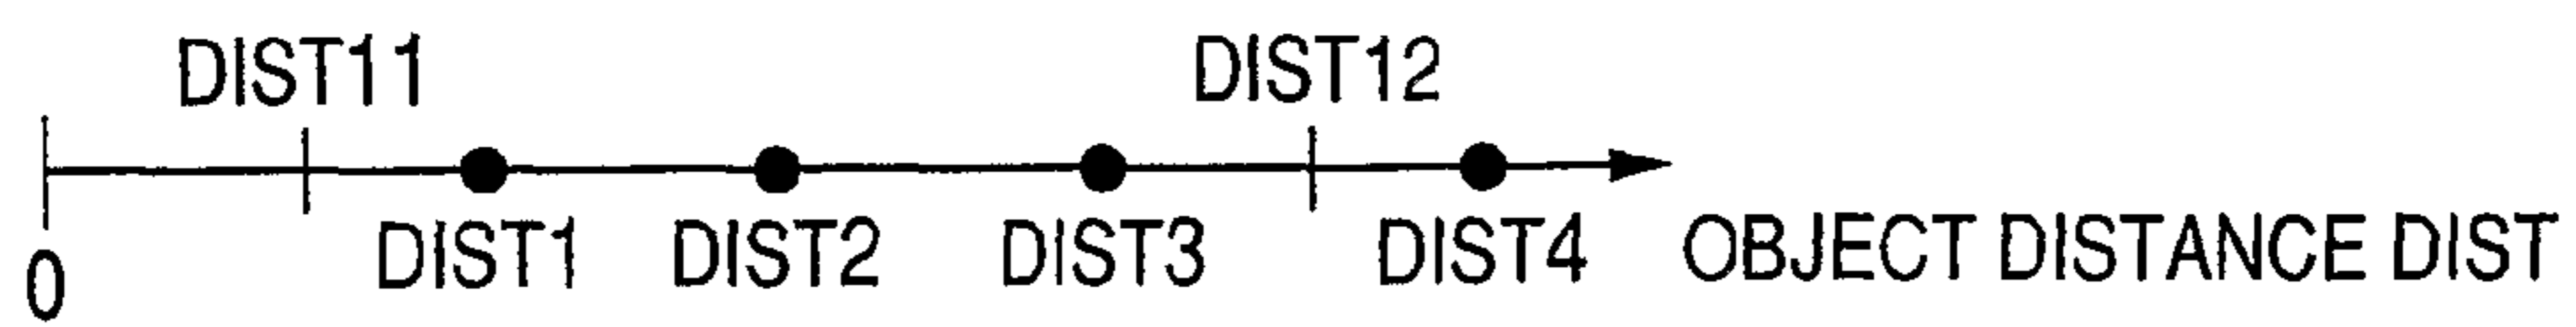 DIST11 DIST12
DIST1 DIST2 DIST3 DIST4 OBJECT DISTANCE DIST
0